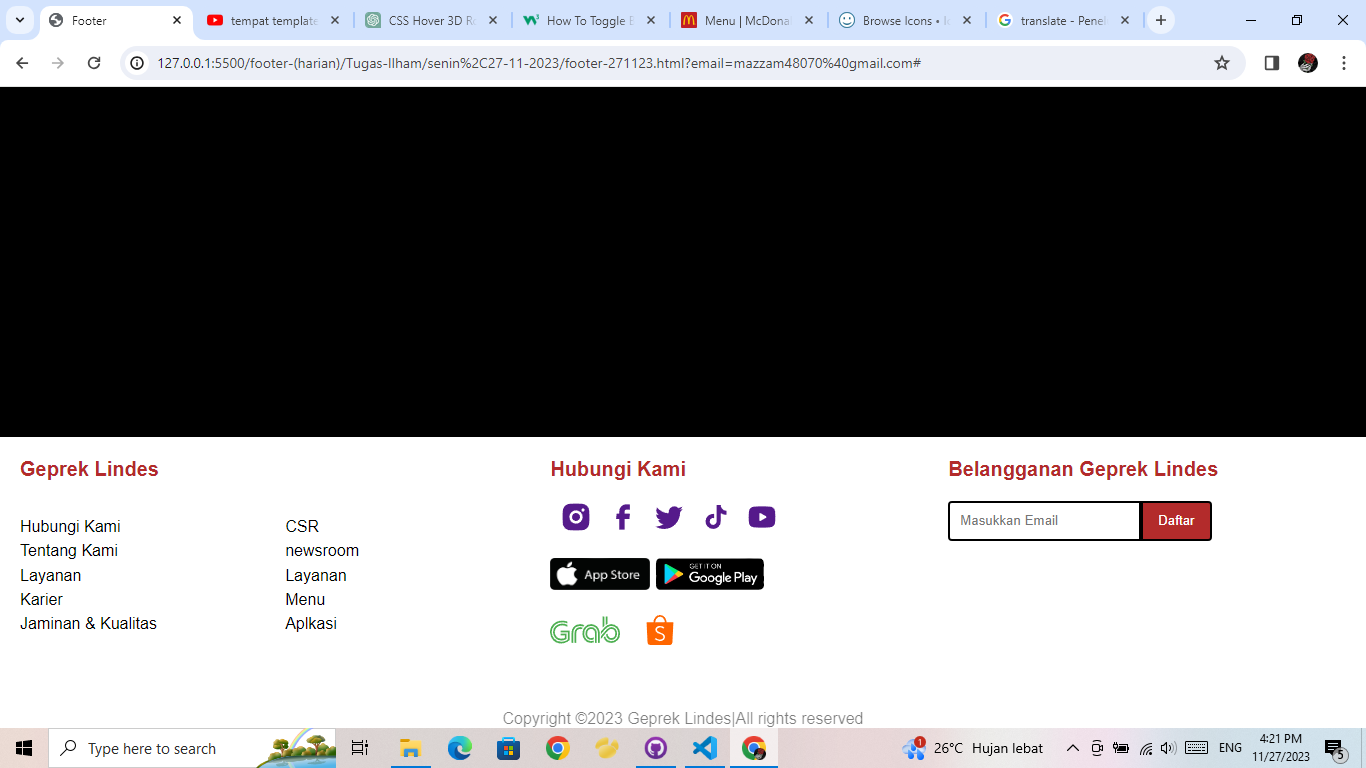 Footer
tempat template
CSS Hover 3D Ro
How To Toggle B
Menu | McDonal
Browse Icons •
translate - Penel
127.0.0.1:5500/footer-(harian)/Tugas-Ilham/senin%2C27-11-2023/footer-271123.html?email=mazzam48070%40gmail.com#
Geprek Lindes
Hubungi Kami
Tentang Kami
Layanan
Karier
Jaminan & Kualitas
CSR
newsroom
Layanan
Menu
Aplkasi
Hubungi Kami
App Store
GET IT ON
Google Play
Grab
S
Belangganan Geprek Lindes
Masukkan Email
Daftar
Copyright ©2023 Geprek Lindes|All rights reserved
Type here to search
1
26°C Hujan lebat
ENG
4:21 PM
11/27/2023
5